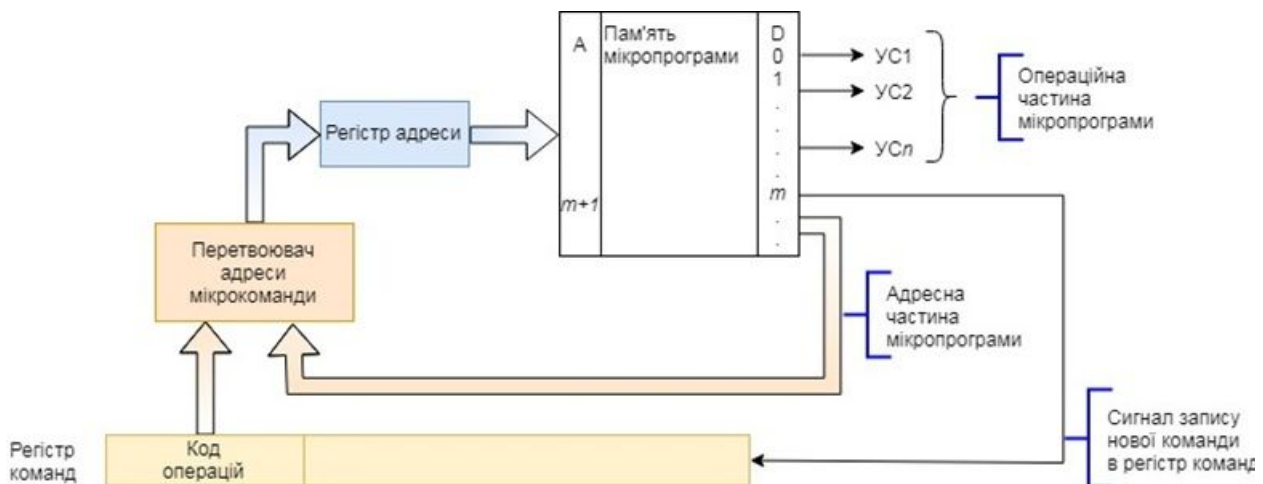 А
Пам'ять
мікропрограми
D
0
1
.
.
.
.
.
m
.
.
m+1
УС1
УС2
УСn
Операційна
частина
мікропрограми
Регістр адреси
Перетвоювач
адреси
мікрокоманди
Адресна
частина
мікропрограми
Сигнал запису
нової команди
в регістр команд
Регістр
команд
Код
операцій